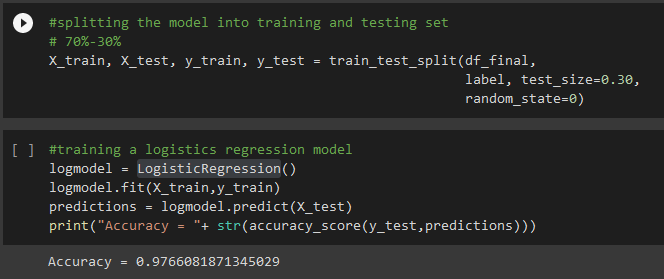 #splitting the model into training and testing set
# 70%-30%
X_train, X_test, y_train, y_test = train_test_split(df_final,
label, test_size=0.30,
random_state=0)
[ ] #training a logistics regression model
logmodel = LogisticRegression()
logmodel.fit(X_train,y_train)
predictions = logmodel.predict(X_test)
print("Accuracy = "+ str(accuracy_score(y_test,predictions)))
Accuracy = 0.9766081871345029